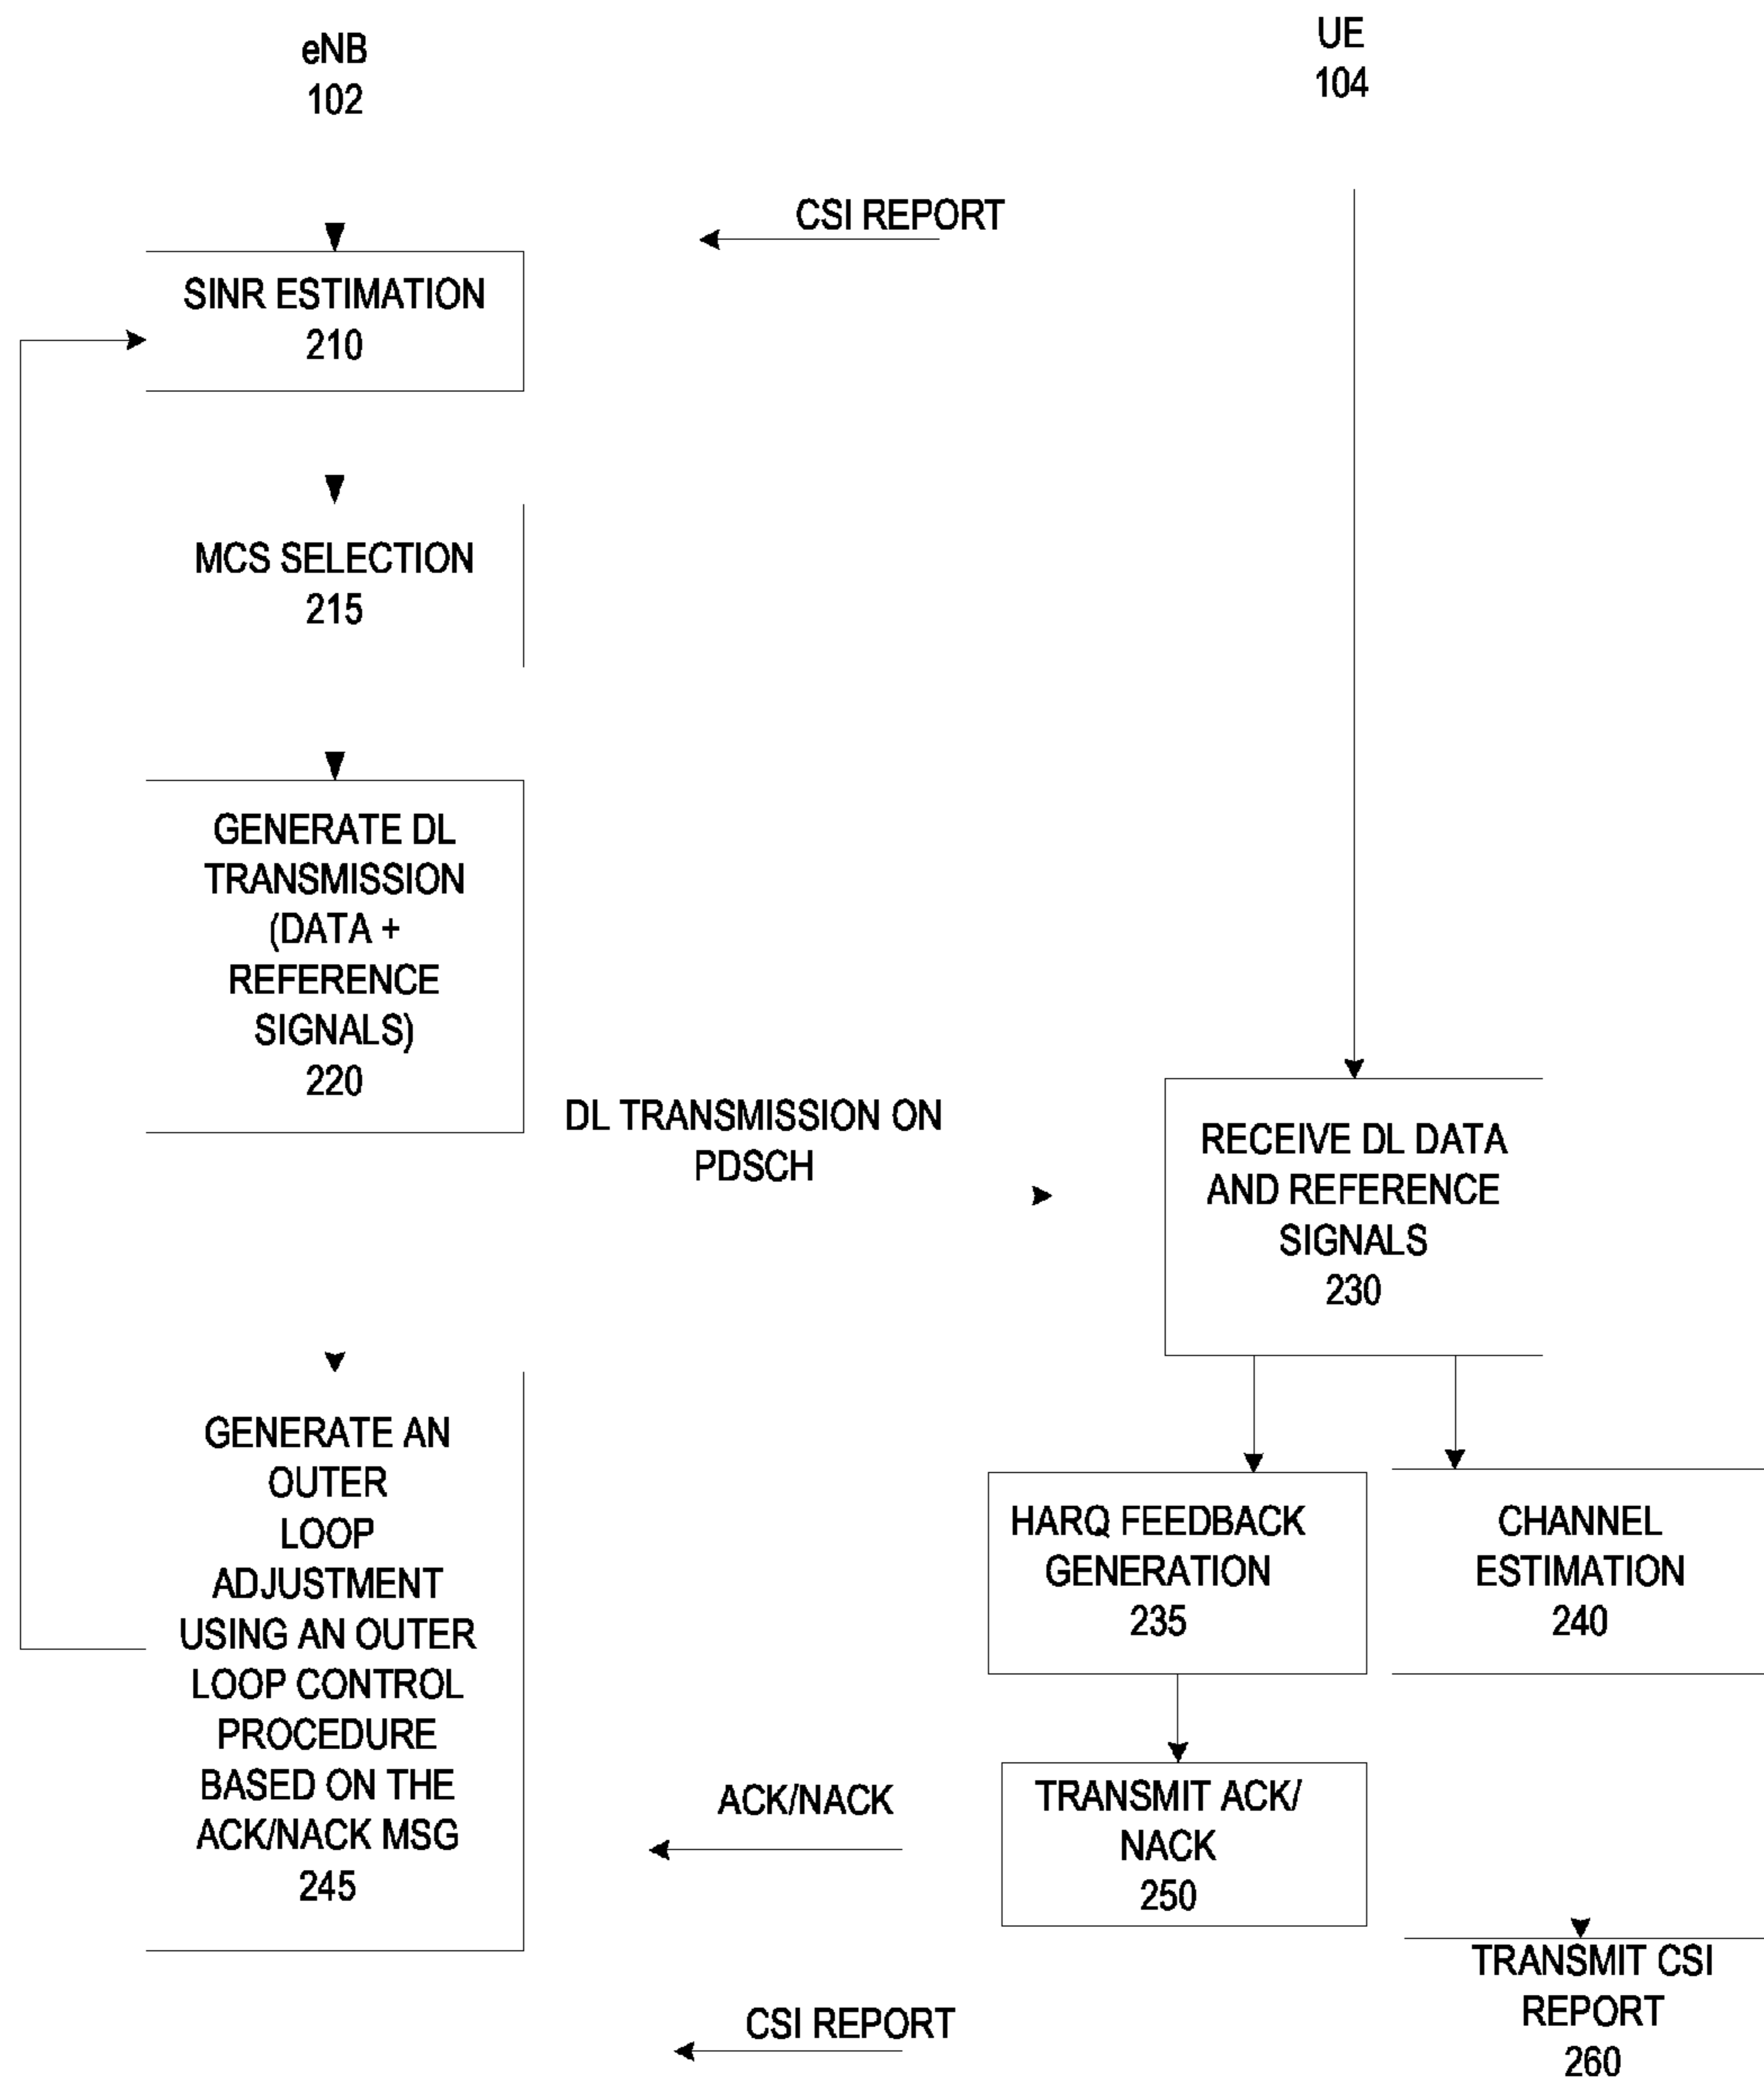 eNB
102
UE
104
CSI REPORT
SINR ESTIMATION
210
MCS SELECTION
215
GENERATE DL
TRANSMISSION
(DATA +
REFERENCE
SIGNALS)
220
DL TRANSMISSION ON
PDSCH
RECEIVE DL DATA
AND REFERENCE
SIGNALS
230
GENERATE AN
OUTER
LOOP
ADJUSTMENT
USING AN OUTER
LOOP CONTROL
PROCEDURE
BASED ON THE
ACK/NACK MSG
245
HARQ FEEDBACK
GENERATION
235
CHANNEL
ESTIMATION
240
ACK/NACK
TRANSMIT ACK/
NACK
250
CSI REPORT
TRANSMIT CSI
REPORT
260